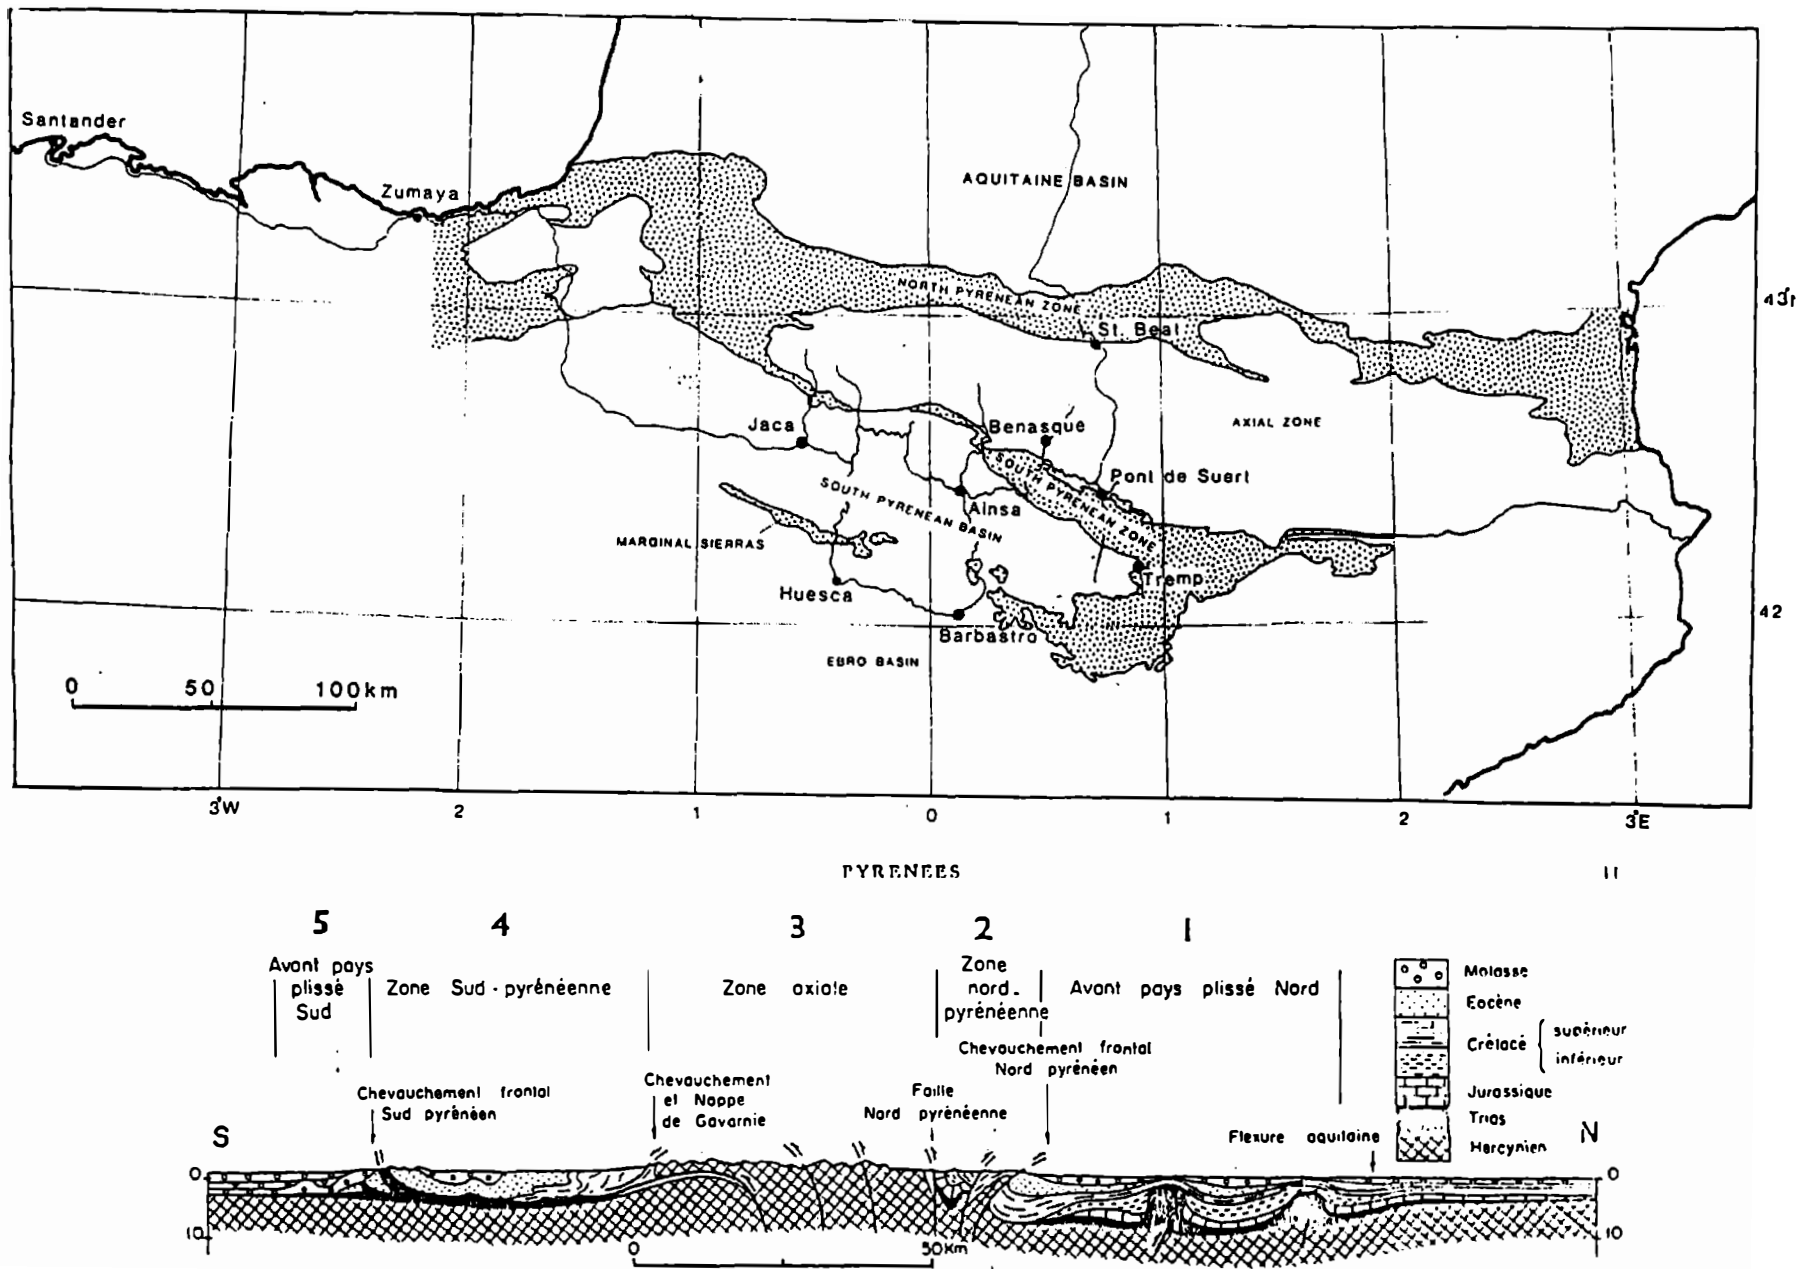 Santander
Zumaya
AQUITAINE BASIN
NORTH PYRENEAN ZONE
43
St. Beat
AXIAL ZONE
Jaca
Benasque
SOUTH PYRENEAN ZONE
Pont de Suert
SOUTH PYRENEAN BASIN
Ainsa
MARGINAL SIERRAS
Tremp
Huesca
42
Barbastro
EBRO BASIN
0 50 100km
3°W 2 1 0 1 2 3°E
PYRENEES
5 4 3 2 1
Avant pays
plissé
Sud
Zone Sud-pyrénéenne
Zone axiale
Zone
nord-
pyrénéenne
Avant pays plissé Nord
Molasse
Eocène
Crétacé
supérieur
inférieur
Jurassique
Trias
Hercynien
Chevauchement frontal
Sud pyrénéen
Chevauchement
et Nappe
de Gavarnie
Faille
Nord pyrénéenne
Chevauchement frontal
Nord pyrénéen
Flexure aquitaine
S N
0 0
10 10
0 50Km